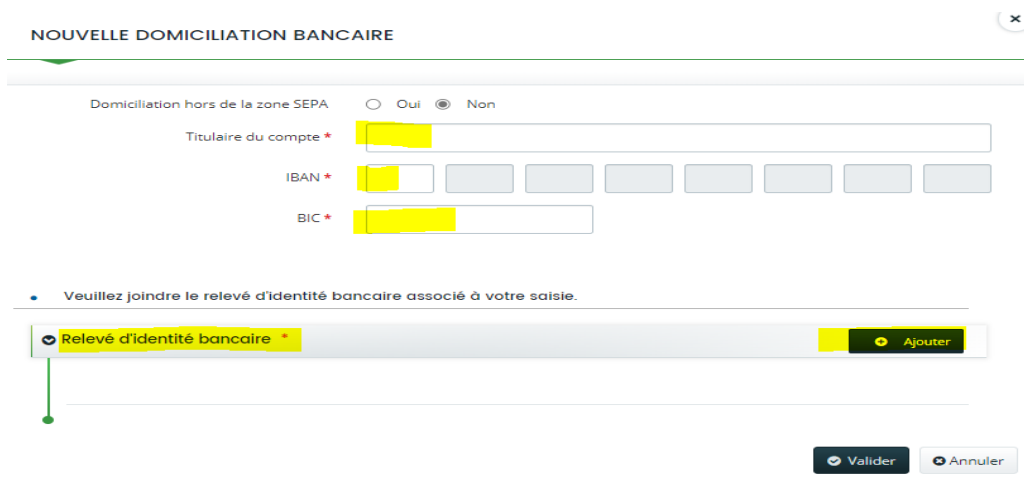 NOUVELLE DOMICILIATION BANCAIRE
Domiciliation hors de la zone SEPA Oui Non
Titulaire du compte *
IBAN *
BIC *
Veuillez joindre le relevé d'identité bancaire associé à votre saisie.
Relevé d'identité bancaire * Ajouter
Valider Annuler